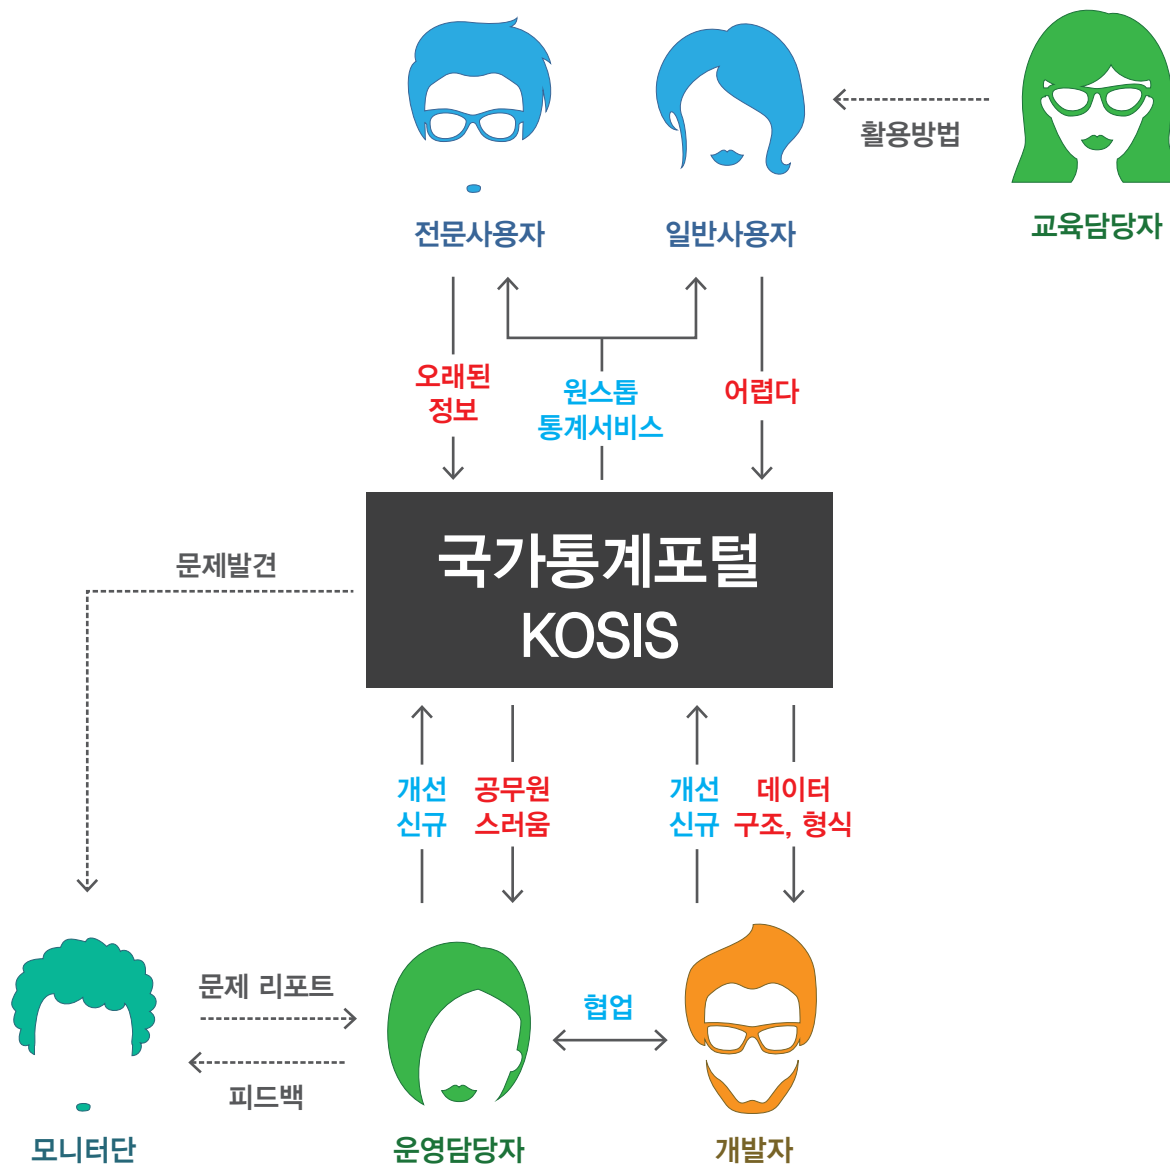 활용방법
전문사용자
일반사용자
교육담당자
오래된
정보
원스톱
통계서비스
어렵다
국가통계포털
KOSIS
문제발견
개선
신규
공무원
스러움
개선
신규
데이터
구조, 형식
문제 리포트
피드백
협업
모니터단
운영담당자
개발자